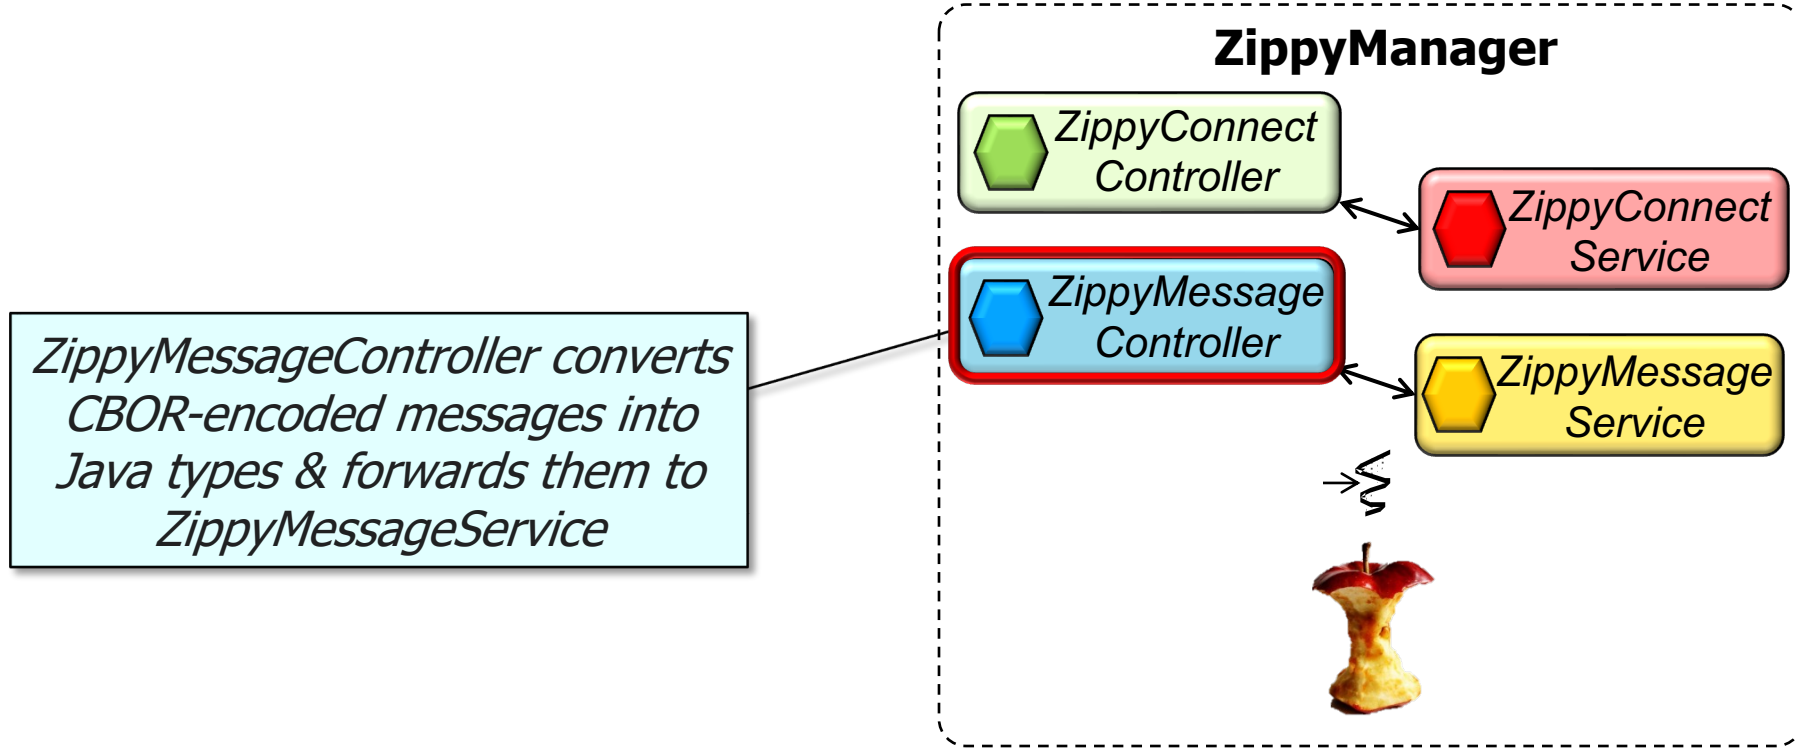 ZippyManager
ZippyConnect
Controller
ZippyConnect
Service
ZippyMessage
Controller
ZippyMessage
Service
ZippyMessageController converts
CBOR-encoded messages into
Java types & forwards them to
ZippyMessageService